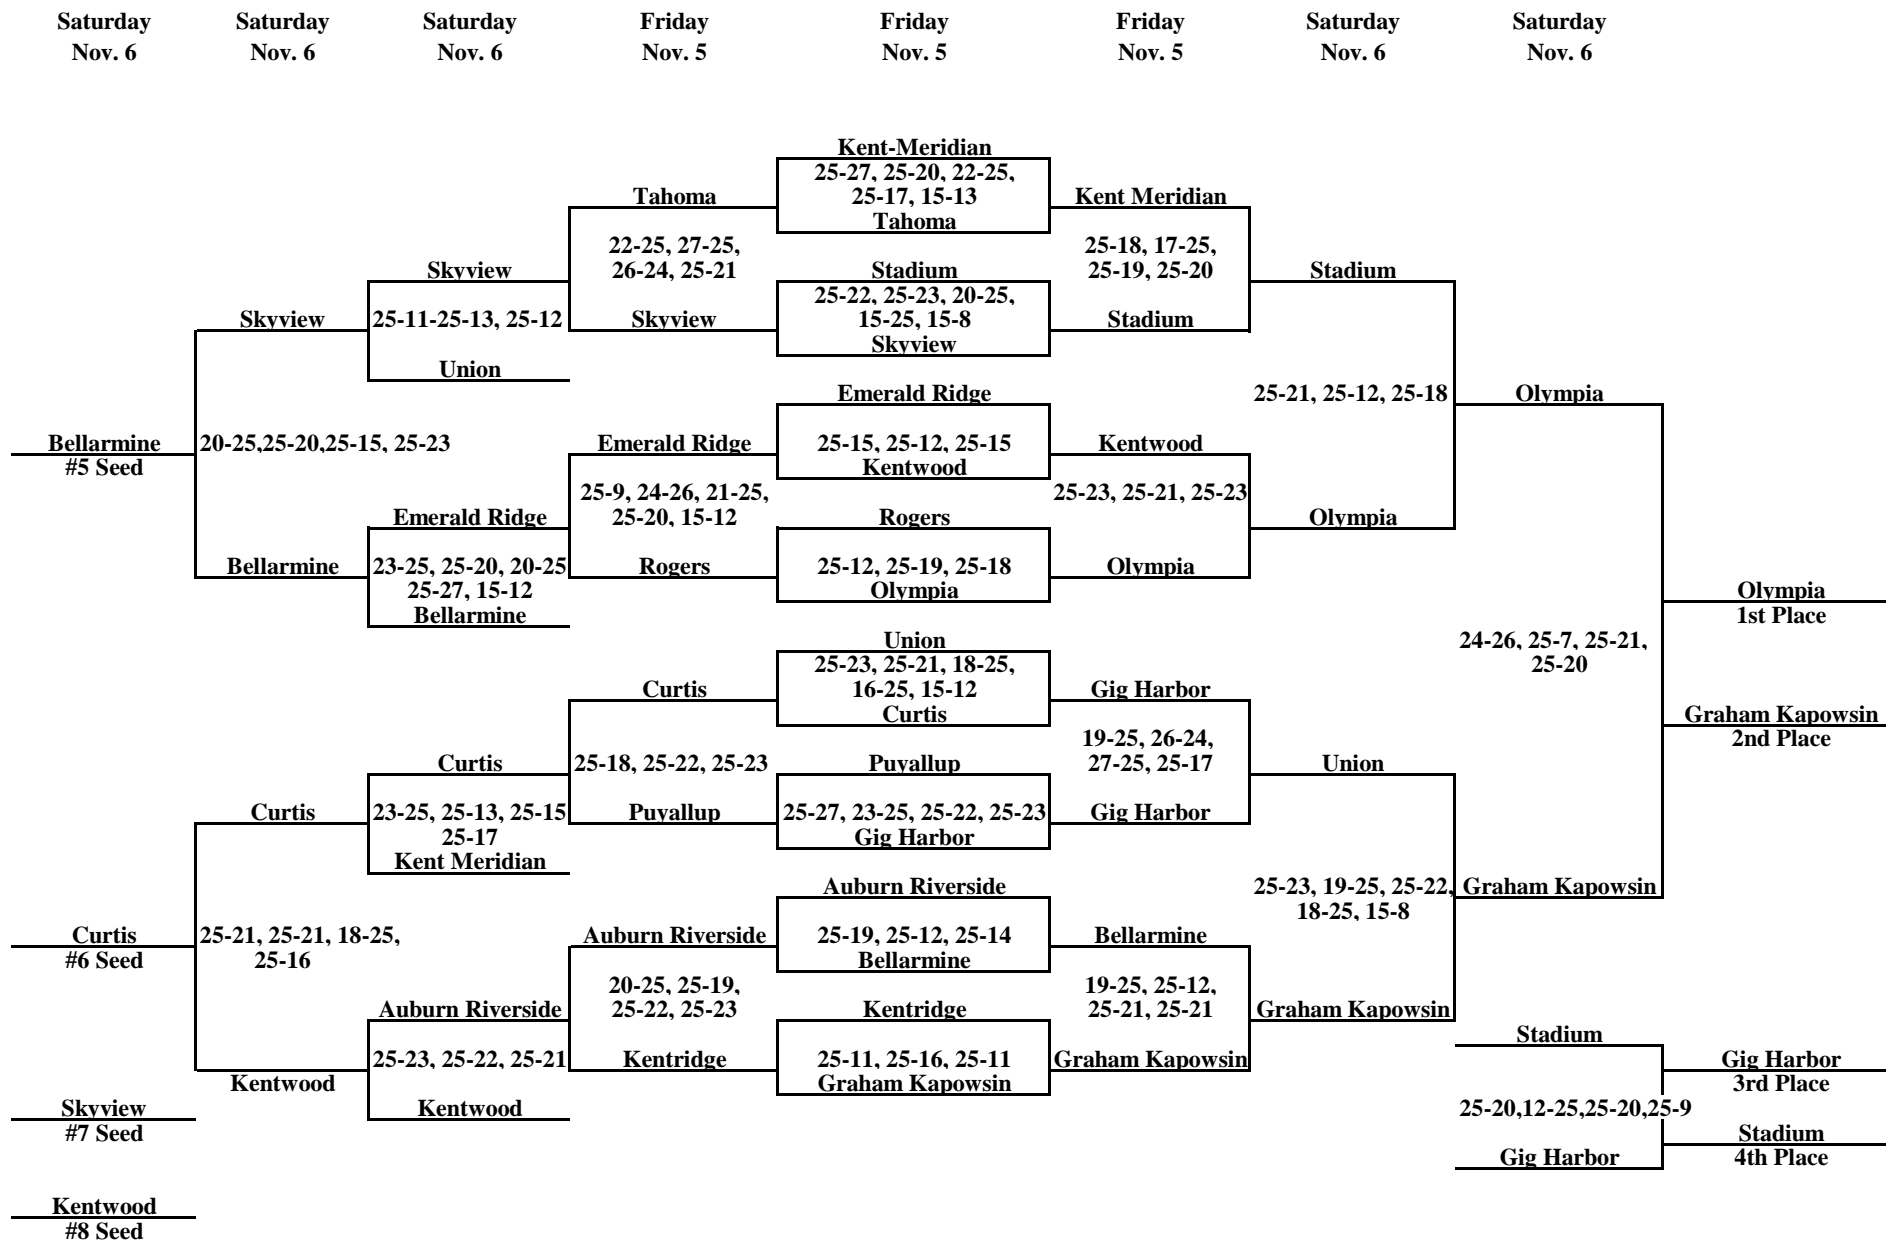 Saturday Saturday Saturday Friday Friday Friday Saturday Saturday
Nov. 6 Nov. 6 Nov. 6 Nov. 5 Nov. 5 Nov. 5 Nov. 6 Nov. 6
Kent-Meridian
25-27, 25-20, 22-25,
Tahoma 25-17, 15-13 Kent Meridian
Tahoma
22-25, 27-25, 25-18, 17-25,
Skyview 26-24, 25-21 Stadium 25-19, 25-20 Stadium
25-22, 25-23, 20-25,
Skyview 25-11-25-13, 25-12 Skyview 15-25, 15-8 Stadium
Skyview
Union
Emerald Ridge 25-21, 25-12, 25-18 Olympia
Bellarmine 20-25,25-20,25-15, 25-23 Emerald Ridge 25-15, 25-12, 25-15 Kentwood
#5 Seed Kentwood
25-9, 24-26, 21-25, 25-23, 25-21, 25-23
Emerald Ridge 25-20, 15-12 Rogers Olympia
Bellarmine 23-25, 25-20, 20-25 Rogers 25-12, 25-19, 25-18 Olympia
25-27, 15-12 Olympia Olympia
Bellarmine 1st Place
Union 24-26, 25-7, 25-21,
25-23, 25-21, 18-25, 25-20
Curtis 16-25, 15-12 Gig Harbor
Curtis Graham Kapowsin
19-25, 26-24, 2nd Place
Curtis 25-18, 25-22, 25-23 Puyallup 27-25, 25-17 Union
Curtis 23-25, 25-13, 25-15 Puyallup 25-27, 23-25, 25-22, 25-23 Gig Harbor
25-17 Gig Harbor
Kent Meridian
Auburn Riverside 25-23, 19-25, 25-22, Graham Kapowsin
18-25, 15-8
Curtis 25-21, 25-21, 18-25, Auburn Riverside 25-19, 25-12, 25-14 Bellarmine
#6 Seed 25-16 Bellarmine
20-25, 25-19, 19-25, 25-12,
Auburn Riverside 25-22, 25-23 Kentridge 25-21, 25-21 Graham Kapowsin
Stadium
25-23, 25-22, 25-21 Kentridge 25-11, 25-16, 25-11 Graham Kapowsin Gig Harbor
Kentwood Graham Kapowsin 3rd Place
Skyview Kentwood 25-20,12-25,25-20,25-9
#7 Seed Stadium
Gig Harbor 4th Place
Kentwood
#8 Seed